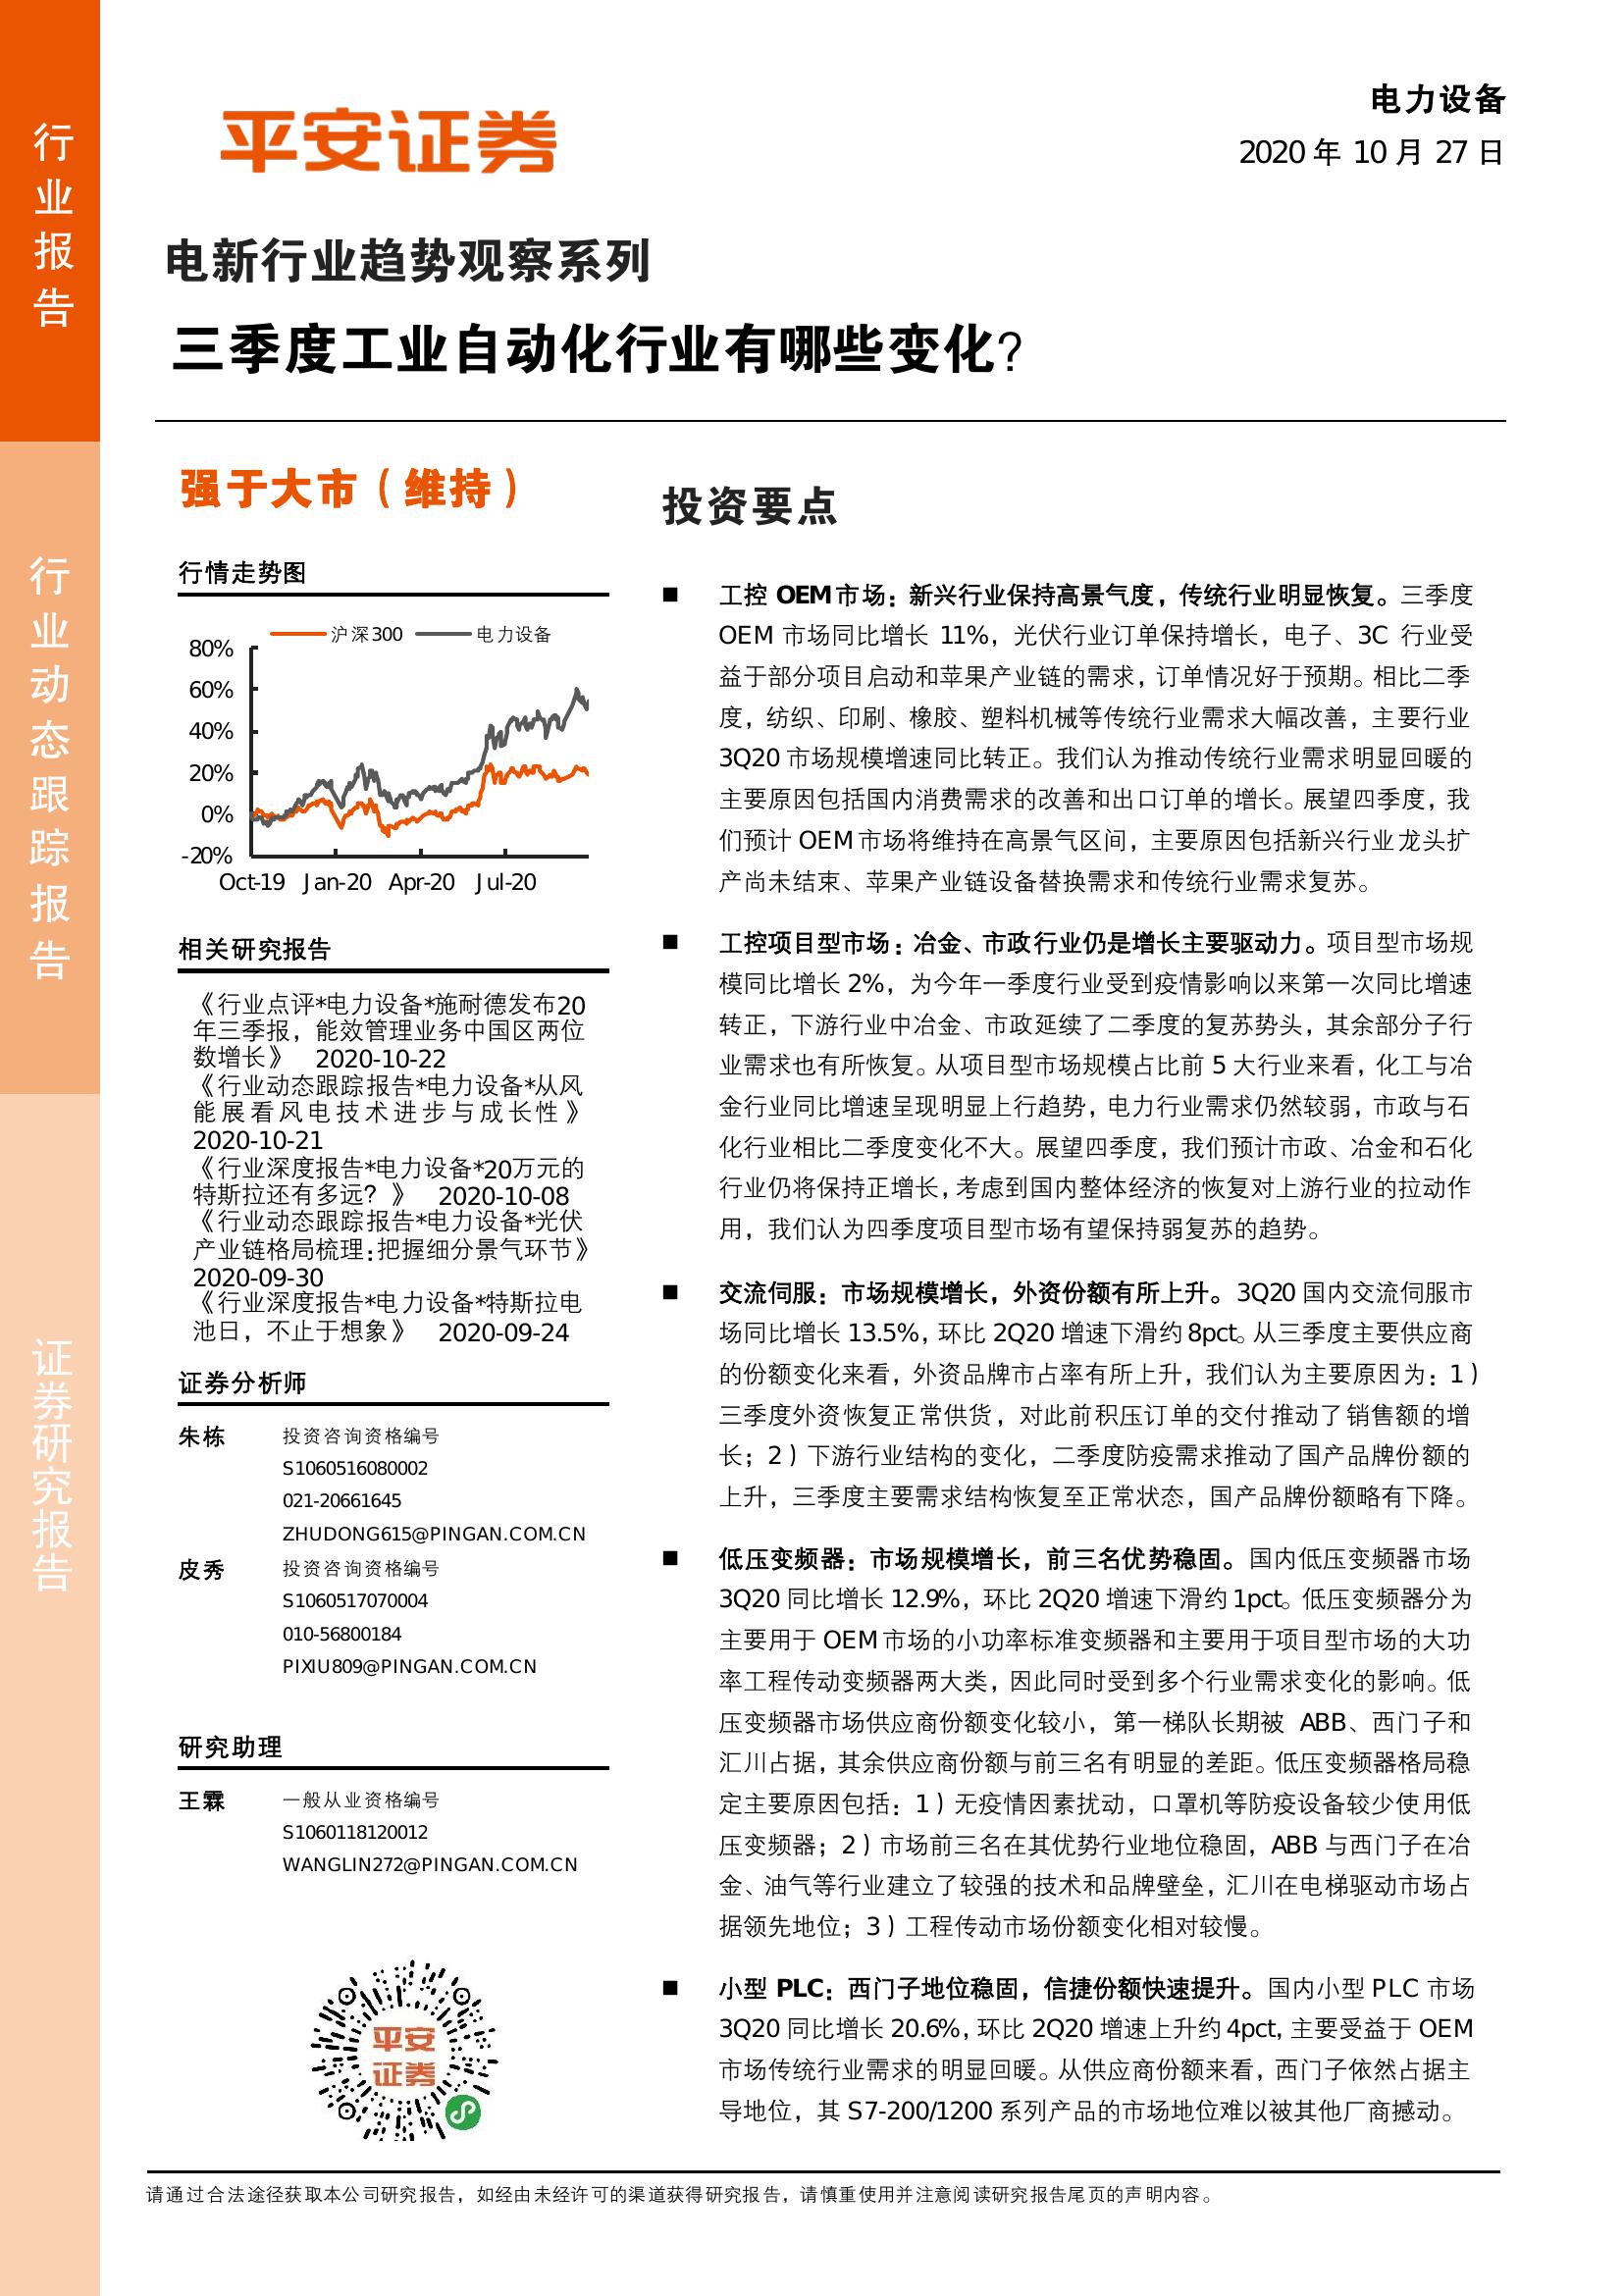 行业报告
行业动态跟踪报告
证券研究报告
平安证券
电力设备
2020 年 10 月 27 日
电新行业趋势观察系列
三季度工业自动化行业有哪些变化?
强于大市（维持）
行情走势图
沪深300 电力设备
80%
60%
40%
20%
0%
-20%
Oct-19 Jan-20 Apr-20 Jul-20
相关研究报告
《行业点评*电力设备*施耐德发布20
年三季报，能效管理业务中国区两位
数增长》 2020-10-22
《行业动态跟踪报告*电力设备*从风
能展看风电技术进步与成长性》
2020-10-21
《行业深度报告*电力设备*20万元的
特斯拉还有多远？》 2020-10-08
《行业动态跟踪报告*电力设备*光伏
产业链格局梳理：把握细分景气环节》
2020-09-30
《行业深度报告*电力设备*特斯拉电
池日，不止于想象》 2020-09-24
证券分析师
朱栋 投资咨询资格编号
S1060516080002
021-20661645
ZHUDONG615@PINGAN.COM.CN
皮秀 投资咨询资格编号
S1060517070004
010-56800184
PIXIU809@PINGAN.COM.CN
研究助理
王霖 一般从业资格编号
S1060118120012
WANGLIN272@PINGAN.COM.CN
平安
证券
投资要点
■ 工控 OEM 市场：新兴行业保持高景气度，传统行业明显恢复。三季度
OEM 市场同比增长 11%，光伏行业订单保持增长，电子、3C 行业受
益于部分项目启动和苹果产业链的需求，订单情况好于预期。相比二季
度，纺织、印刷、橡胶、塑料机械等传统行业需求大幅改善，主要行业
3Q20 市场规模增速同比转正。我们认为推动传统行业需求明显回暖的
主要原因包括国内消费需求的改善和出口订单的增长。展望四季度，我
们预计 OEM 市场将维持在高景气区间，主要原因包括新兴行业龙头扩
产尚未结束、苹果产业链设备替换需求和传统行业需求复苏。
■ 工控项目型市场：冶金、市政行业仍是增长主要驱动力。项目型市场规
模同比增长 2%，为今年一季度行业受到疫情影响以来第一次同比增速
转正，下游行业中冶金、市政延续了二季度的复苏势头，其余部分子行
业需求也有所恢复。从项目型市场规模占比前 5 大行业来看，化工与冶
金行业同比增速呈现明显上行趋势，电力行业需求仍然较弱，市政与石
化行业相比二季度变化不大。展望四季度，我们预计市政、冶金和石化
行业仍将保持正增长，考虑到国内整体经济的恢复对上游行业的拉动作
用，我们认为四季度项目型市场有望保持弱复苏的趋势。
■ 交流伺服：市场规模增长，外资份额有所上升。3Q20 国内交流伺服市
场同比增长 13.5%，环比 2Q20 增速下滑约 8pct。从三季度主要供应商
的份额变化来看，外资品牌市占率有所上升，我们认为主要原因为：1）
三季度外资恢复正常供货，对此前积压订单的交付推动了销售额的增
长；2）下游行业结构的变化，二季度防疫需求推动了国产品牌份额的
上升，三季度主要需求结构恢复至正常状态，国产品牌份额略有下降。
■ 低压变频器：市场规模增长，前三名优势稳固。国内低压变频器市场
3Q20 同比增长 12.9%，环比 2Q20 增速下滑约 1pct。低压变频器分为
主要用于 OEM 市场的小功率标准变频器和主要用于项目型市场的大功
率工程传动变频器两大类，因此同时受到多个行业需求变化的影响。低
压变频器市场供应商份额变化较小，第一梯队长期被 ABB、西门子和
汇川占据，其余供应商份额与前三名有明显的差距。低压变频器格局稳
定主要原因包括：1）无疫情因素扰动，口罩机等防疫设备较少使用低
压变频器；2）市场前三名在其优势行业地位稳固，ABB 与西门子在冶
金、油气等行业建立了较强的技术和品牌壁垒，汇川在电梯驱动市场占
据领先地位；3）工程传动市场份额变化相对较慢。
■ 小型 PLC：西门子地位稳固，信捷份额快速提升。国内小型 PLC 市场
3Q20 同比增长 20.6%，环比 2Q20 增速上升约 4pct，主要受益于 OEM
市场传统行业需求的明显回暖。从供应商份额来看，西门子依然占据主
导地位，其 S7-200/1200 系列产品的市场地位难以被其他厂商撼动。
请通过合法途径获取本公司研究报告，如经由未经许可的渠道获得研究报告，请慎重使用并注意阅读研究报告尾页的声明内容。